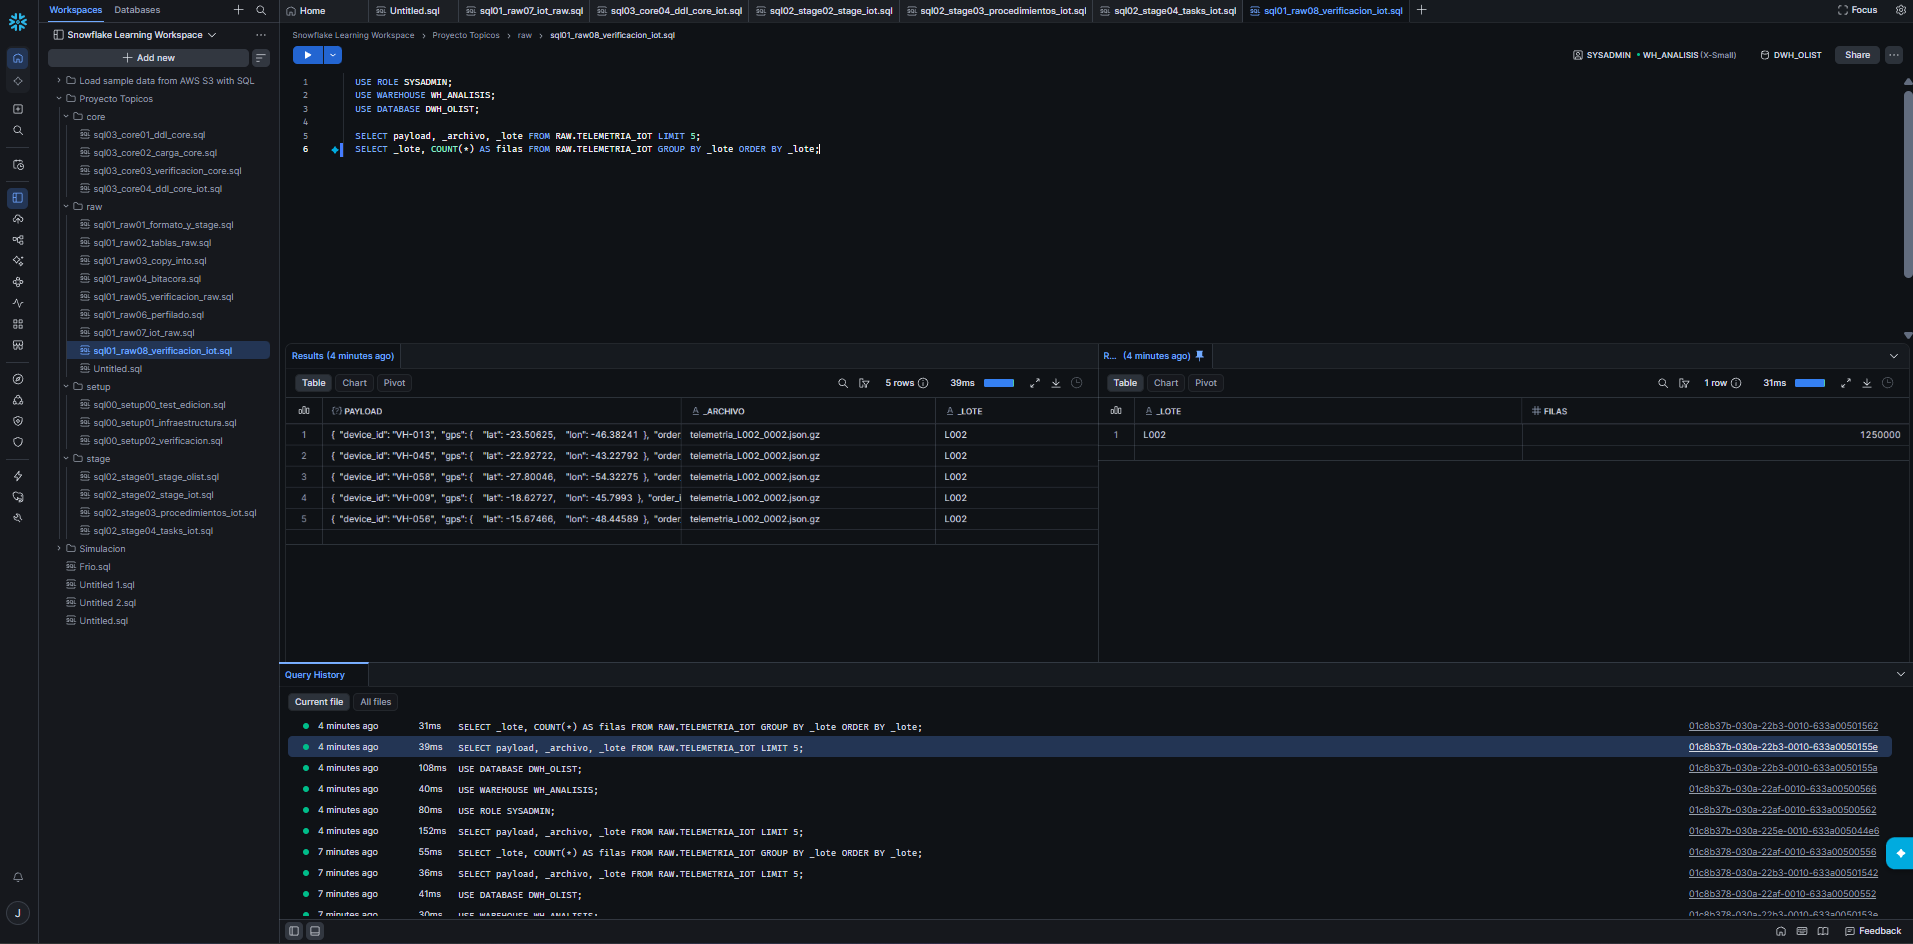 Workspaces
Databases
Snowflake Learning Workspace
Add new
Load sample data from AWS S3 with SQL
Proyecto Topicos
core
sql03_core01_ddl_core.sql
sql03_core02_carga_core.sql
sql03_core03_verificacion_core.sql
sql03_core04_ddl_core_iot.sql
raw
sql01_raw01_formato_y_stage.sql
sql01_raw02_tablas_raw.sql
sql01_raw03_copy_into.sql
sql01_raw04_bitacora.sql
sql01_raw05_verificacion_raw.sql
sql01_raw06_perfilado.sql
sql01_raw07_iot_raw.sql
sql01_raw08_verificacion_iot.sql
Untitled.sql
setup
sql00_setup00_test_edicion.sql
sql00_setup01_infraestructura.sql
sql00_setup02_verificacion.sql
stage
sql02_stage01_stage_olist.sql
sql02_stage02_stage_iot.sql
sql02_stage03_procedimientos_iot.sql
sql02_stage04_tasks_iot.sql
Simulacion
Frio.sql
Untitled 1.sql
Untitled 2.sql
Untitled.sql
J
Home
Untitled.sql
sql01_raw07_iot_raw.sql
sql03_core04_ddl_core_iot.sql
sql02_stage02_stage_iot.sql
sql02_stage03_procedimientos_iot.sql
sql02_stage04_tasks_iot.sql
sql01_raw08_verificacion_iot.sql
Focus
Snowflake Learning Workspace > Proyecto Topicos > raw > sql01_raw08_verificacion_iot.sql
SYSADMIN • WH_ANALISIS (X-Small)
DWH_OLIST
Share
1 USE ROLE SYSADMIN;
2 USE WAREHOUSE WH_ANALISIS;
3 USE DATABASE DWH_OLIST;
4
5 SELECT payload, _archivo, _lote FROM RAW.TELEMETRIA_IOT LIMIT 5;
6 SELECT _lote, COUNT(*) AS filas FROM RAW.TELEMETRIA_IOT GROUP BY _lote ORDER BY _lote;
Results (4 minutes ago)
Table Chart Pivot
5 rows 39ms
PAYLOAD _ARCHIVO _LOTE
1 { "device_id": "VH-013", "gps": { "lat": -23.50625, "lon": -46.38241 }, "order telemetria_L002_0002.json.gz L002
2 { "device_id": "VH-045", "gps": { "lat": -22.92722, "lon": -43.22792 }, "order telemetria_L002_0002.json.gz L002
3 { "device_id": "VH-058", "gps": { "lat": -27.80046, "lon": -54.32275 }, "order telemetria_L002_0002.json.gz L002
4 { "device_id": "VH-009", "gps": { "lat": -18.62727, "lon": -45.7993 }, "order_i telemetria_L002_0002.json.gz L002
5 { "device_id": "VH-056", "gps": { "lat": -15.67466, "lon": -48.44589 }, "order telemetria_L002_0002.json.gz L002
R... (4 minutes ago)
Table Chart Pivot
1 row 31ms
_LOTE FILAS
1 L002 1250000
Query History
Current file All files
4 minutes ago 31ms SELECT _lote, COUNT(*) AS filas FROM RAW.TELEMETRIA_IOT GROUP BY _lote ORDER BY _lote; 01c8b37b-030a-22b3-0010-633a00501562
4 minutes ago 39ms SELECT payload, _archivo, _lote FROM RAW.TELEMETRIA_IOT LIMIT 5; 01c8b37b-030a-22b3-0010-633a0050155e
4 minutes ago 108ms USE DATABASE DWH_OLIST; 01c8b37b-030a-22b3-0010-633a0050155a
4 minutes ago 40ms USE WAREHOUSE WH_ANALISIS; 01c8b37b-030a-22af-0010-633a00500566
4 minutes ago 80ms USE ROLE SYSADMIN; 01c8b37b-030a-22af-0010-633a00500562
4 minutes ago 152ms SELECT payload, _archivo, _lote FROM RAW.TELEMETRIA_IOT LIMIT 5; 01c8b37b-030a-225e-0010-633a005044e6
7 minutes ago 55ms SELECT _lote, COUNT(*) AS filas FROM RAW.TELEMETRIA_IOT GROUP BY _lote ORDER BY _lote; 01c8b378-030a-22af-0010-633a00500556
7 minutes ago 36ms SELECT payload, _archivo, _lote FROM RAW.TELEMETRIA_IOT LIMIT 5; 01c8b378-030a-22b3-0010-633a00501542
7 minutes ago 41ms USE DATABASE DWH_OLIST; 01c8b378-030a-22af-0010-633a00500552
7 minutes ago 30ms USE WAREHOUSE WH_ANALISIS; 01c8b378-030a-22b3-0010-633a0050153e
Feedback